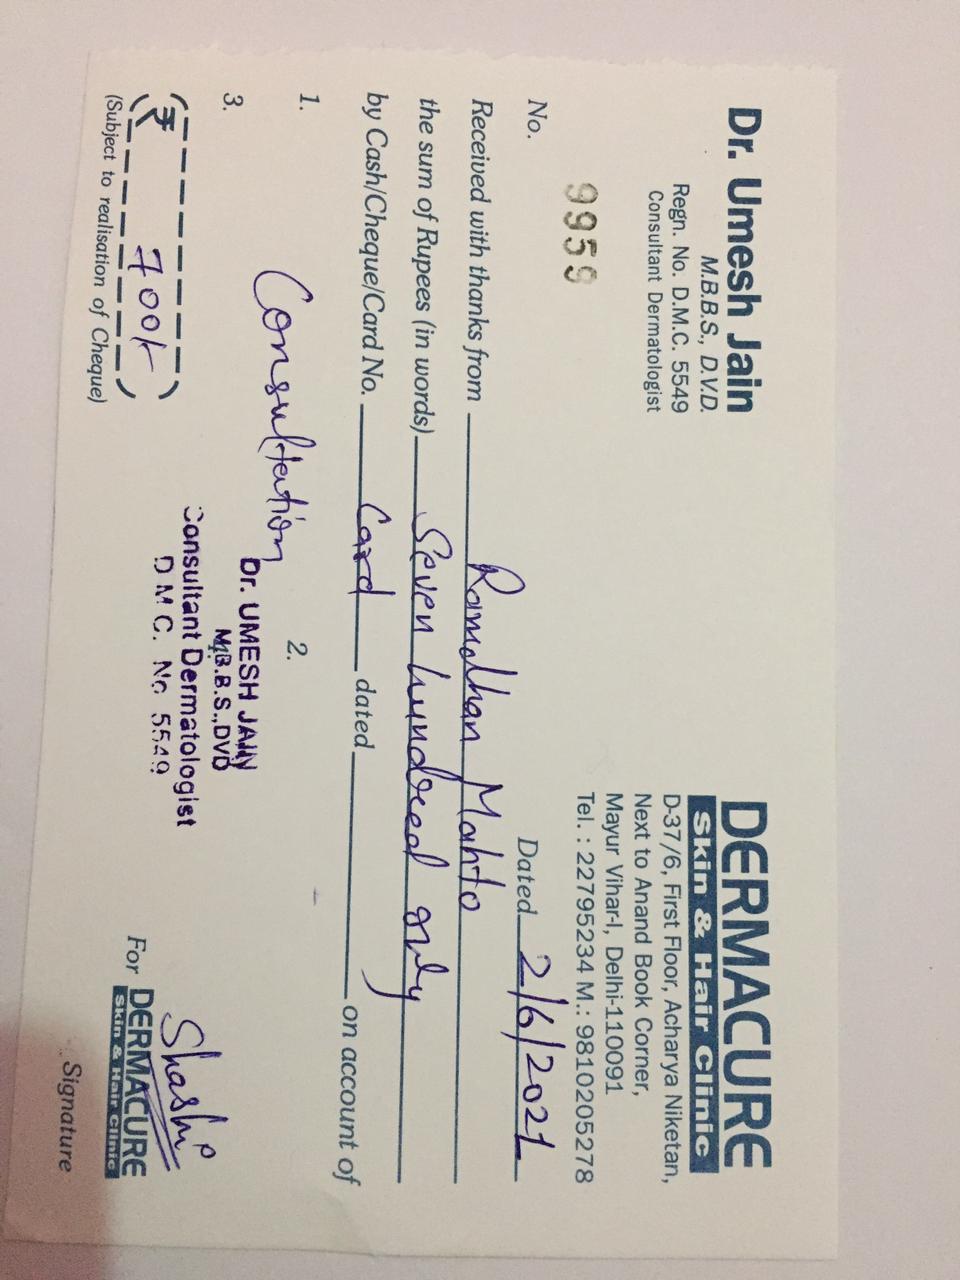 Dr. Umesh Jain
M.B.B.S., D.V.D.
Regn. No. D.M.C. 5549
Consultant Dermatologist
DERMACURE
Skin & Hair Clinic
D-37/6, First Floor, Acharya Niketan,
Next to Anand Book Corner,
Mayur Vihar-I, Delhi-110091
Tel. : 22795234 M.: 9810205278
9959
No. Dated 2/6/2021
Received with thanks from Ramdhan Mahto
the sum of Rupees (in words) Seven hundred only
by Cash/Cheque/Card No. Card dated on account of
1. 2.
Consultation
3.
Dr. UMESH JAIN
M.B.B.S.,DVD
Consultant Dermatologist
D M C. No 5549
₹ 700/-
(Subject to realisation of Cheque)
Shashi
For DERMACURE
Skin & Hair Clinic
Signature